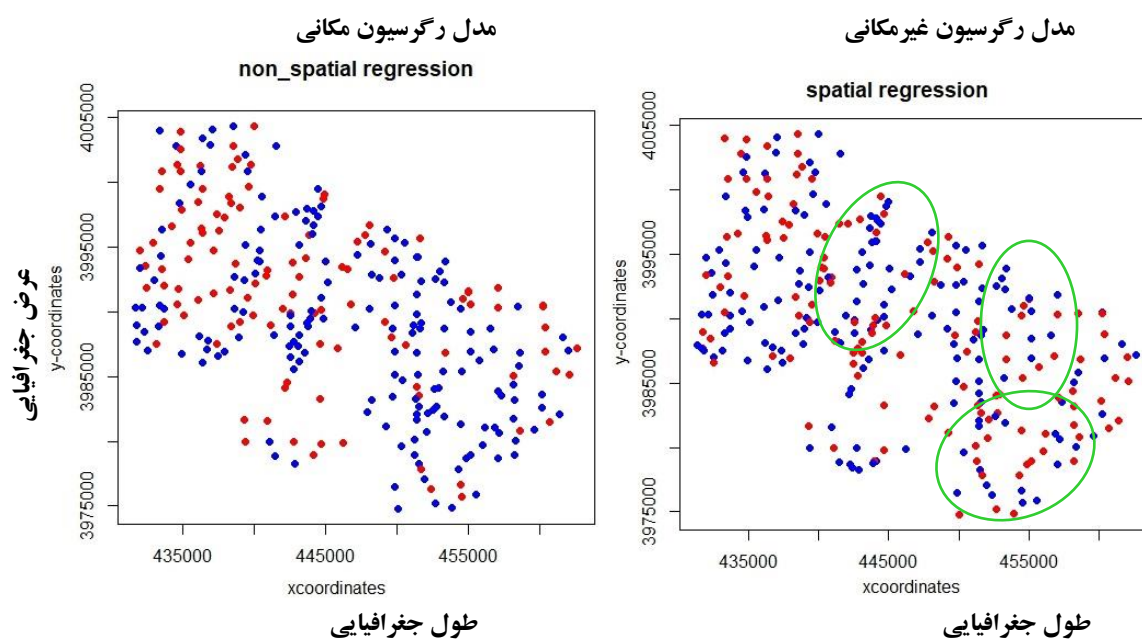 مدل رگرسیون مکانی
non_spatial regression
4005000
3995000
3985000
3975000
y-coordinates
عرض جغرافیایی
435000 445000 455000
xcoordinates
طول جغرافیایی
مدل رگرسیون غیرمکانی
spatial regression
4005000
3995000
3985000
3975000
y-coordinates
435000 445000 455000
xcoordinates
طول جغرافیایی